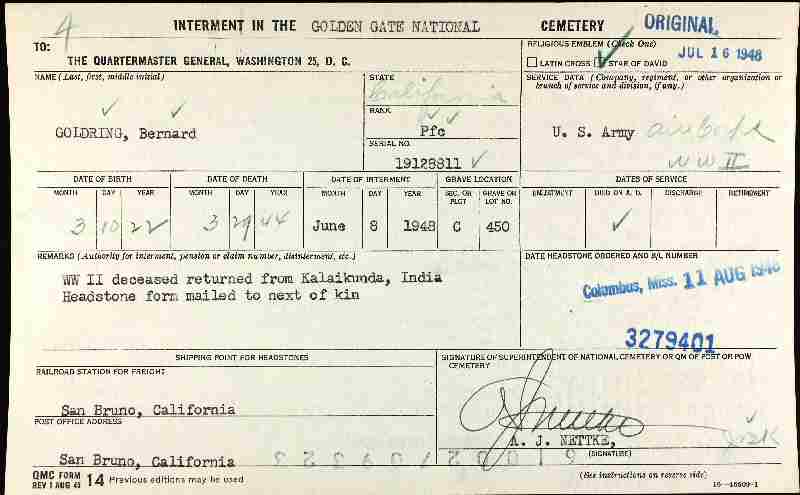 4 INTERMENT IN THE GOLDEN GATE NATIONAL CEMETERY ORIGINAL
TO:
THE QUARTERMASTER GENERAL, WASHINGTON 25, D. C.
RELIGIOUS EMBLEM (Check One)
JUL 16 1948
LATIN CROSS STAR OF DAVID
NAME (Last, first, middle initial)
GOLDRING, Bernard
STATE
California
RANK
Pfc
SERIAL NO.
19128811
SERVICE DATA (Company, regiment, or other organization or branch of service and division, if any.)
U. S. Army Air Corps
WW II
DATE OF BIRTH DATE OF DEATH DATE OF INTERMENT GRAVE LOCATION DATES OF SERVICE
MONTH DAY YEAR MONTH DAY YEAR MONTH DAY YEAR SEC. OR PLOT GRAVE OR LOT NO. ENLISTMENT DIED ON A. D. DISCHARGE RETIREMENT
3 10 22 3 29 44 June 8 1948 C 450
REMARKS (Authority for interment, pension or claim number, disinterment, etc.)
WW II deceased returned from Kalaikunda, India
Headstone form mailed to next of kin
DATE HEADSTONE ORDERED AND B/L NUMBER
Columbus, Miss. 11 AUG 1948
3279401
SHIPPING POINT FOR HEADSTONES
RAILROAD STATION FOR FREIGHT
San Bruno, California
POST OFFICE ADDRESS
San Bruno, California
SIGNATURE OF SUPERINTENDENT OF NATIONAL CEMETERY OR QM OF POST OR POW CEMETERY
A. J. NETTKE,
(SIGNATURE)
QMC FORM
REV 1 AUG 45 14 Previous editions may be used
(See instructions on reverse side)
16—45609-1